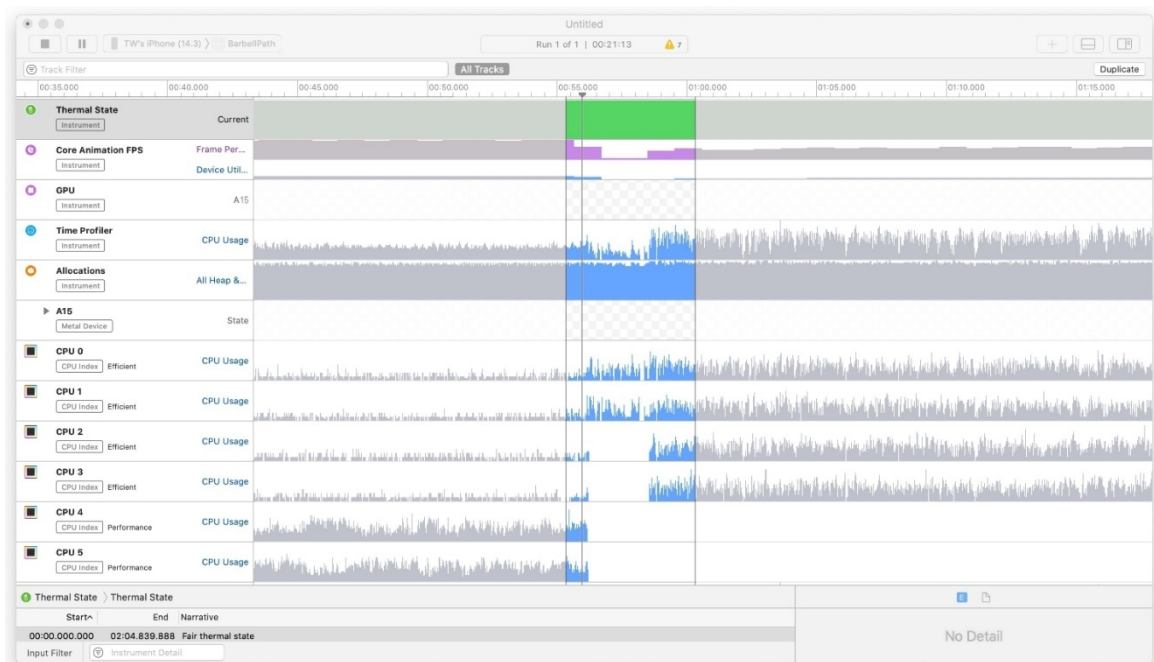 Untitled
TW's iPhone (14.3) 〉 BarbellPath
Run 1 of 1 | 00:21:13 7
Track Filter All Tracks Duplicate
00:35.000 00:40.000 00:45.000 00:50.000 00:55.000 01:00.000 01:05.000 01:10.000 01:15.000
Thermal State
Instrument
Current
Core Animation FPS
Instrument
Frame Per...
Device Util...
GPU
Instrument
A15
Time Profiler
Instrument
CPU Usage
Allocations
Instrument
All Heap &...
A15
Metal Device
State
CPU 0
CPU Index Efficient
CPU Usage
CPU 1
CPU Index Efficient
CPU Usage
CPU 2
CPU Index Efficient
CPU Usage
CPU 3
CPU Index Efficient
CPU Usage
CPU 4
CPU Index Performance
CPU Usage
CPU 5
CPU Index Performance
CPU Usage
Thermal State 〉 Thermal State
E
Start End Narrative
00:00.000.000 02:04.839.888 Fair thermal state
No Detail
Input Filter Instrument Detail